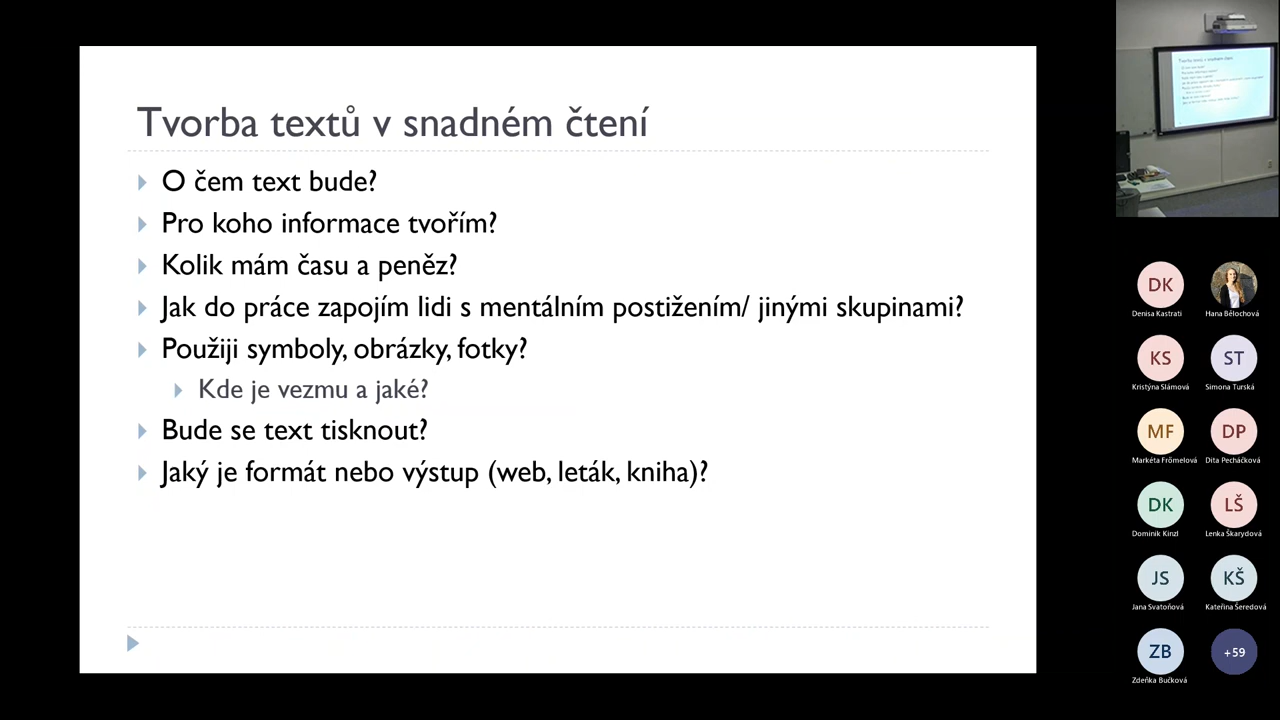 Tvorba textů v snadném čtení
O čem text bude?
Pro koho informace tvořím?
Kolik mám času a peněz?
Jak do práce zapojím lidi s mentálním postižením/ jinými skupinami?
Použiji symboly, obrázky, fotky?
Kde je vezmu a jaké?
Bude se text tisknout?
Jaký je formát nebo výstup (web, leták, kniha)?
DK
Denisa Kastrati
Hana Bělochová
KS
ST
Kristýna Slámová
Simona Turská
MF
DP
Markéta Frömelová
Dita Pecháčková
DK
LŠ
Dominik Kinzl
Lenka Škarydová
JS
KŠ
Jana Svatoňová
Kateřina Šeredová
ZB
+59
Zdeňka Bučková